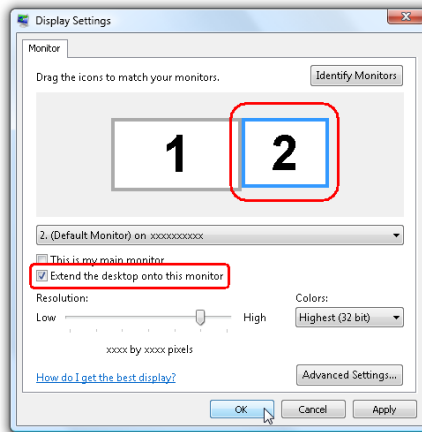 Display Settings
Monitor
Drag the icons to match your monitors.
Identify Monitors
1
2
2. (Default Monitor) on xxxxxxxxxx
This is my main monitor
Extend the desktop onto this monitor
Resolution:
Colors:
Low
High
Highest (32 bit)
xxxx by xxxx pixels
How do I get the best display?
Advanced Settings...
OK
Cancel
Apply